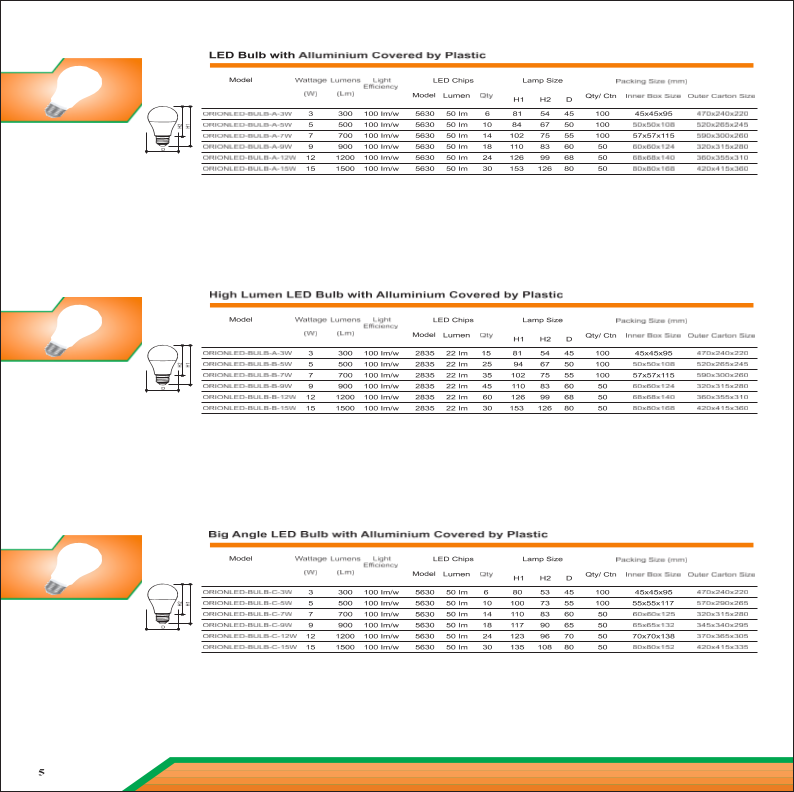 LED Bulb with Alluminium Covered by Plastic
Model Wattage Lumens Light Efficiency LED Chips Lamp Size Packing Size (mm)
(W) (Lm) Model Lumen Qty H1 H2 D Qty/ Ctn Inner Box Size Outer Carton Size
ORIONLED-BULB-A-3W 3 300 100 lm/w 5630 50 lm 6 81 54 45 100 45x45x95 470x240x220
ORIONLED-BULB-A-5W 5 500 100 lm/w 5630 50 lm 10 84 67 50 100 50x50x108 520x265x245
ORIONLED-BULB-A-7W 7 700 100 lm/w 5630 50 lm 14 102 75 55 100 57x57x115 590x300x260
ORIONLED-BULB-A-9W 9 900 100 lm/w 5630 50 lm 18 110 83 60 50 60x60x124 320x315x280
ORIONLED-BULB-A-12W 12 1200 100 lm/w 5630 50 lm 24 126 99 68 50 68x68x140 360x355x310
ORIONLED-BULB-A-15W 15 1500 100 lm/w 5630 50 lm 30 153 126 80 50 80x80x168 420x415x360
H2 H1
D
High Lumen LED Bulb with Alluminium Covered by Plastic
Model Wattage Lumens Light Efficiency LED Chips Lamp Size Packing Size (mm)
(W) (Lm) Model Lumen Qty H1 H2 D Qty/ Ctn Inner Box Size Outer Carton Size
ORIONLED-BULB-A-3W 3 300 100 lm/w 2835 22 lm 15 81 54 45 100 45x45x95 470x240x220
ORIONLED-BULB-B-5W 5 500 100 lm/w 2835 22 lm 25 94 67 50 100 50x50x108 520x265x245
ORIONLED-BULB-B-7W 7 700 100 lm/w 2835 22 lm 35 102 75 55 100 57x57x115 590x300x260
ORIONLED-BULB-B-9W 9 900 100 lm/w 2835 22 lm 45 110 83 60 50 60x60x124 320x315x280
ORIONLED-BULB-B-12W 12 1200 100 lm/w 2835 22 lm 60 126 99 68 50 68x68x140 360x355x310
ORIONLED-BULB-B-15W 15 1500 100 lm/w 2835 22 lm 30 153 126 80 50 80x80x168 420x415x360
H2 H1
D
Big Angle LED Bulb with Alluminium Covered by Plastic
Model Wattage Lumens Light Efficiency LED Chips Lamp Size Packing Size (mm)
(W) (Lm) Model Lumen Qty H1 H2 D Qty/ Ctn Inner Box Size Outer Carton Size
ORIONLED-BULB-C-3W 3 300 100 lm/w 5630 50 lm 6 80 53 45 100 45x45x95 470x240x220
ORIONLED-BULB-C-5W 5 500 100 lm/w 5630 50 lm 10 100 73 55 100 55x55x117 570x290x265
ORIONLED-BULB-C-7W 7 700 100 lm/w 5630 50 lm 14 110 83 60 50 60x60x125 320x315x280
ORIONLED-BULB-C-9W 9 900 100 lm/w 5630 50 lm 18 117 90 65 50 65x65x132 345x340x295
ORIONLED-BULB-C-12W 12 1200 100 lm/w 5630 50 lm 24 123 96 70 50 70x70x138 370x365x305
ORIONLED-BULB-C-15W 15 1500 100 lm/w 5630 50 lm 30 135 108 80 50 80x80x152 420x415x335
H2 H1
D
5